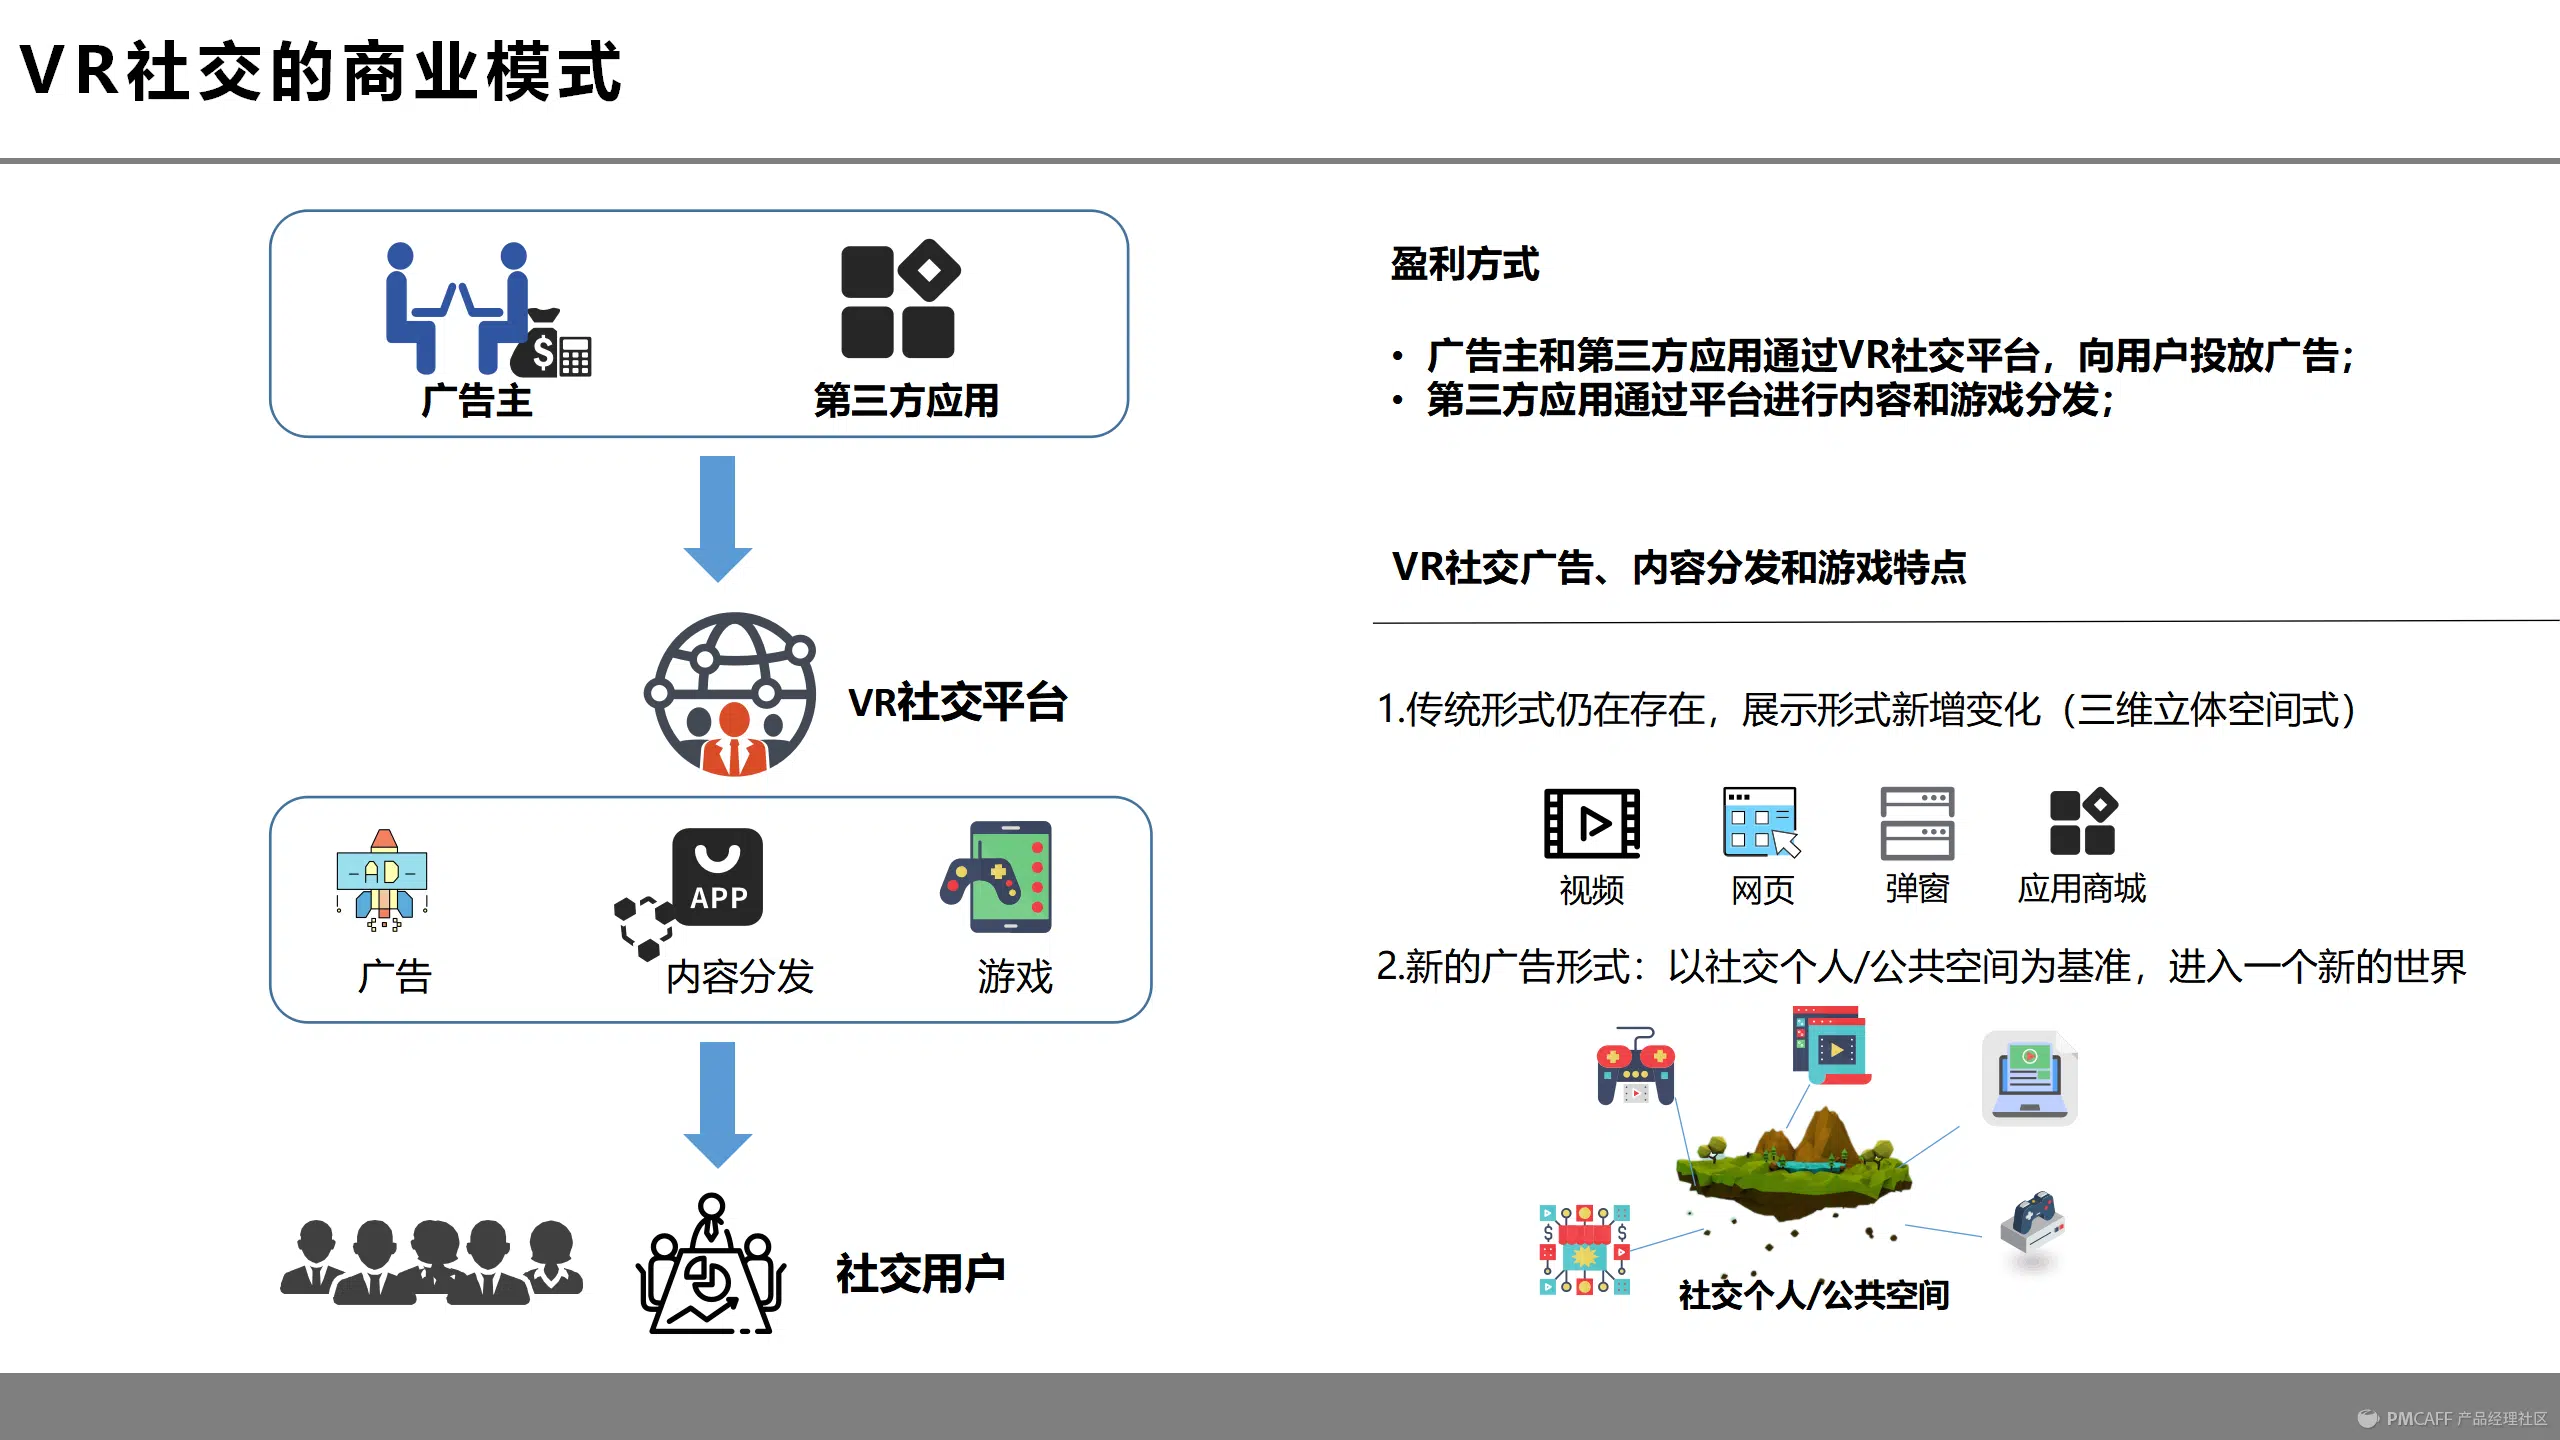 VR社交的商业模式
广告主
第三方应用
VR社交平台
AD
APP
广告
内容分发
游戏
社交用户
盈利方式
• 广告主和第三方应用通过VR社交平台，向用户投放广告；
• 第三方应用通过平台进行内容和游戏分发；
VR社交广告、内容分发和游戏特点
1.传统形式仍在存在，展示形式新增变化（三维立体空间式）
视频
网页
弹窗
应用商城
2.新的广告形式：以社交个人/公共空间为基准，进入一个新的世界
社交个人/公共空间
PMCAFF 产品经理社区